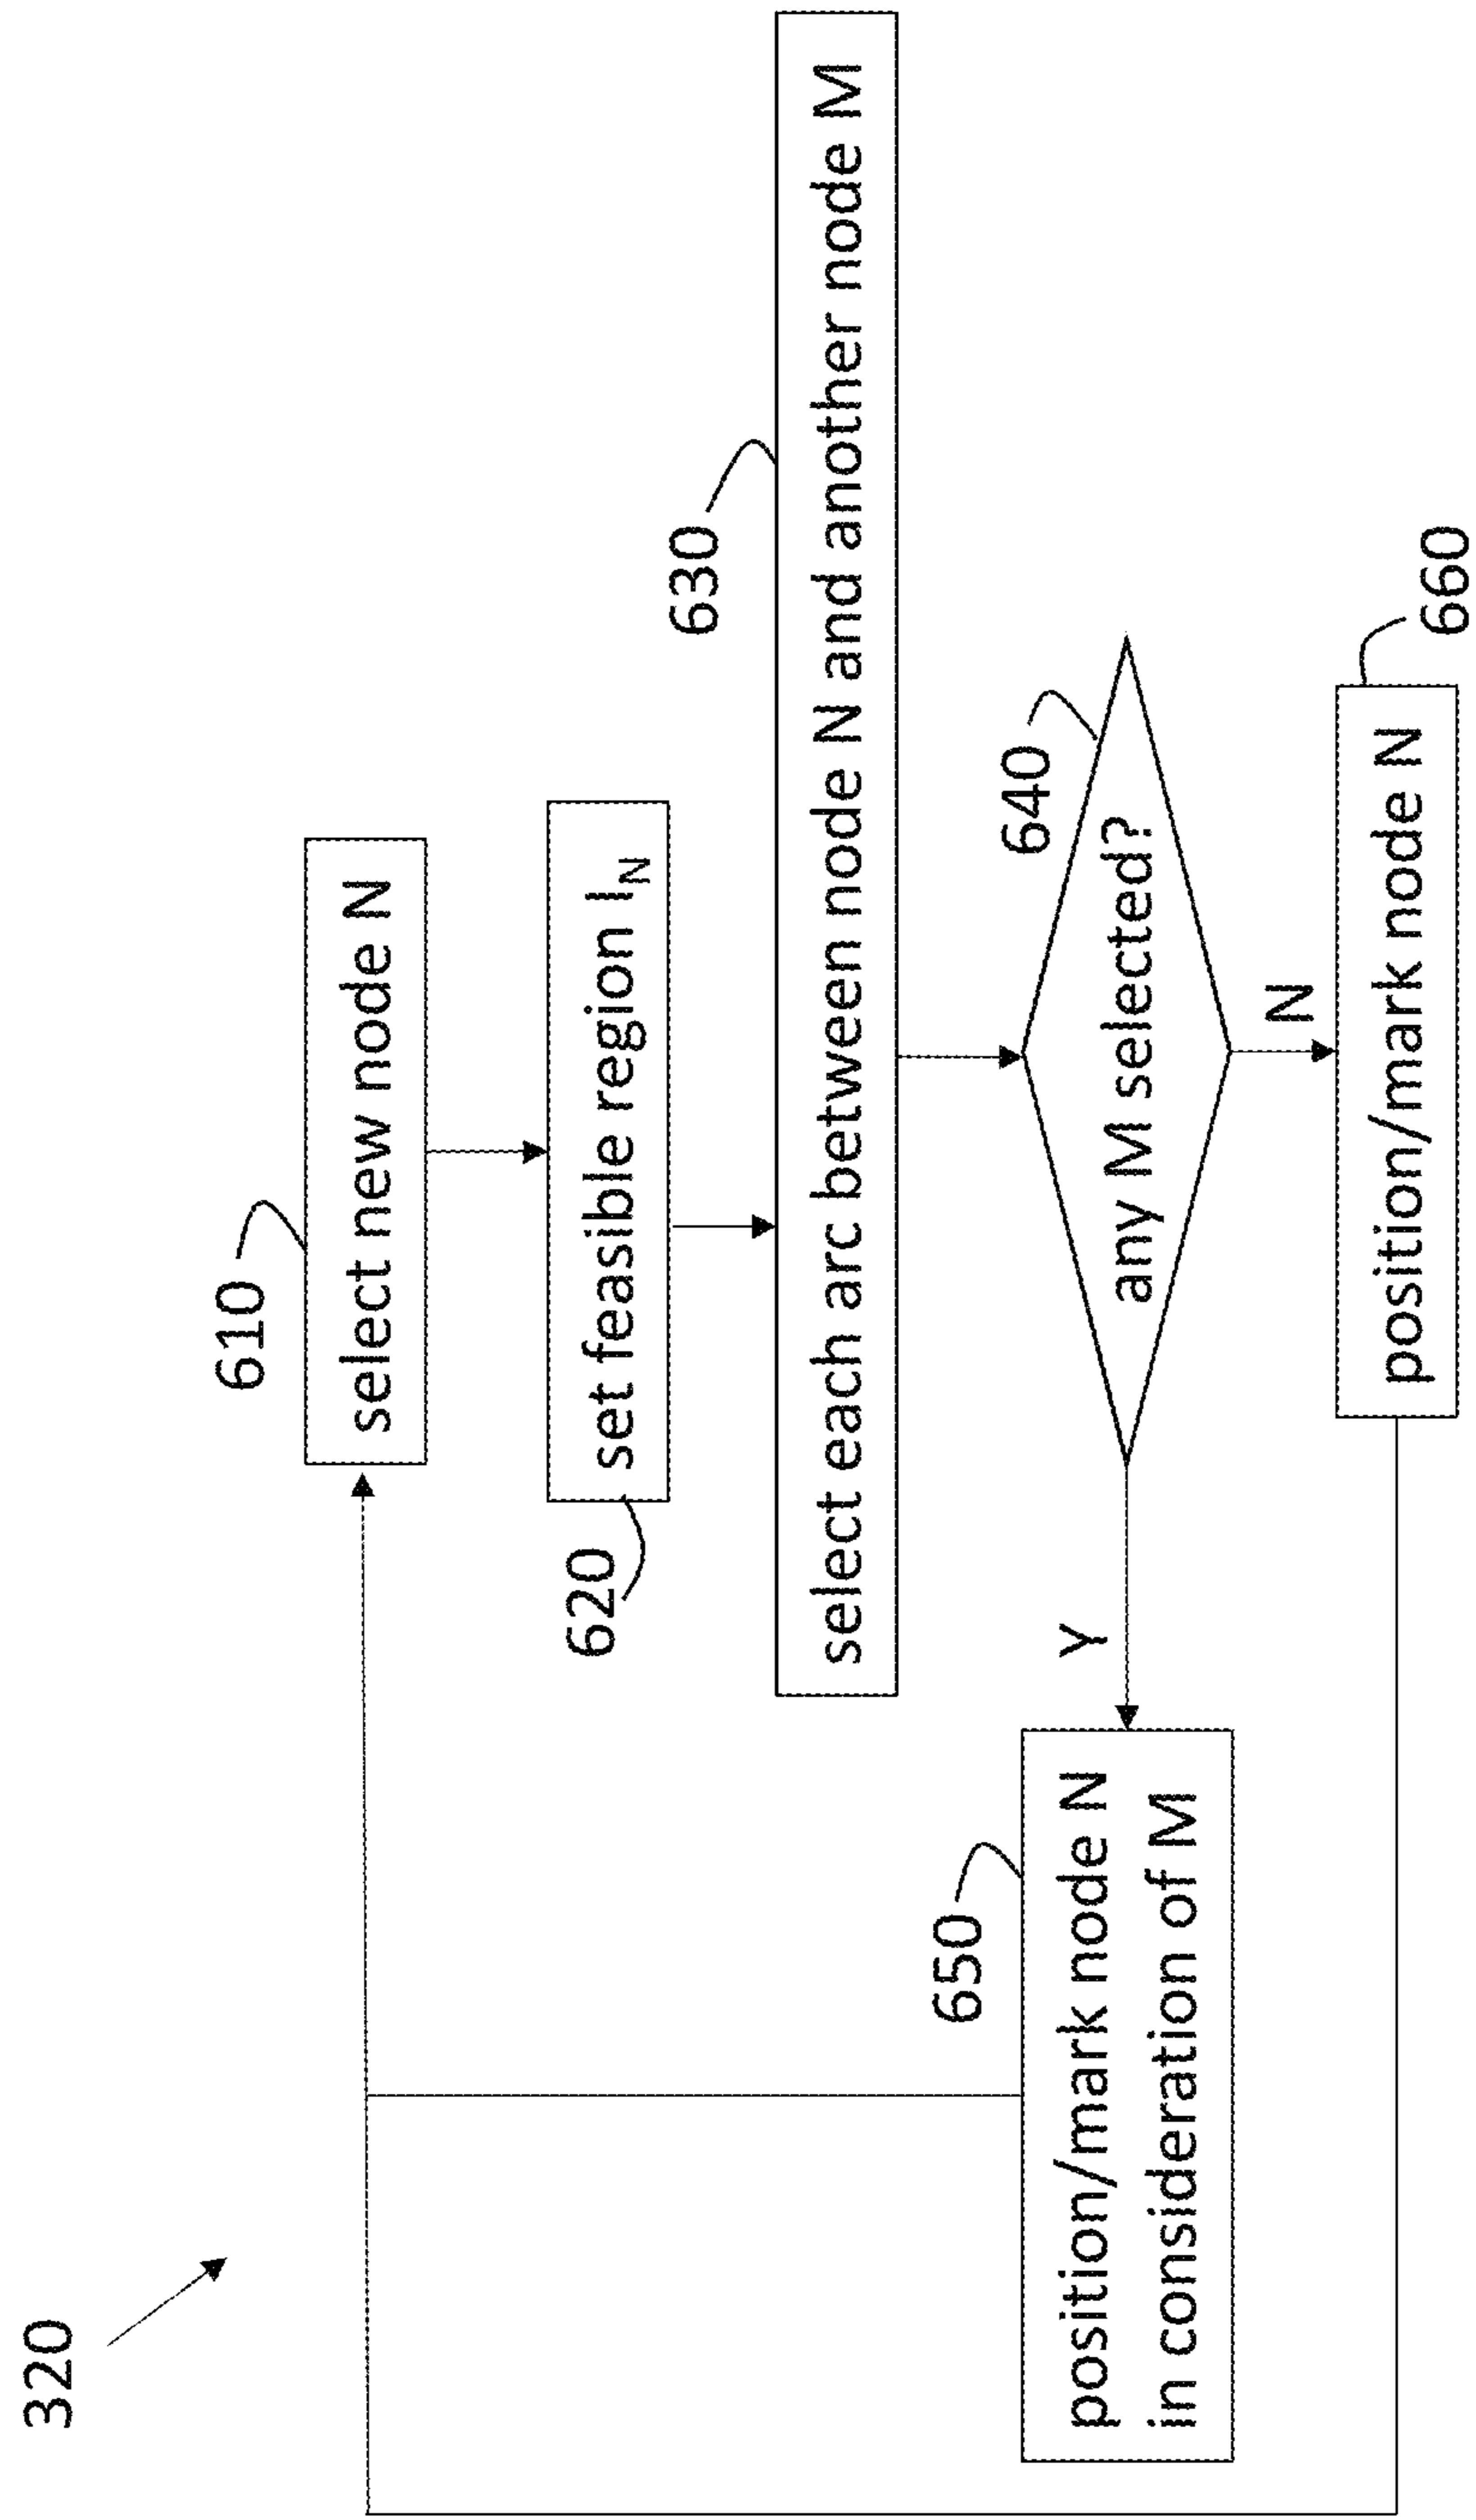 320
610
select new node N
620
set feasible region I_N
630
select each arc between node N and another node M
640
any M selected?
Y
N
650
position/mark node N
in consideration of M
660
position/mark node N